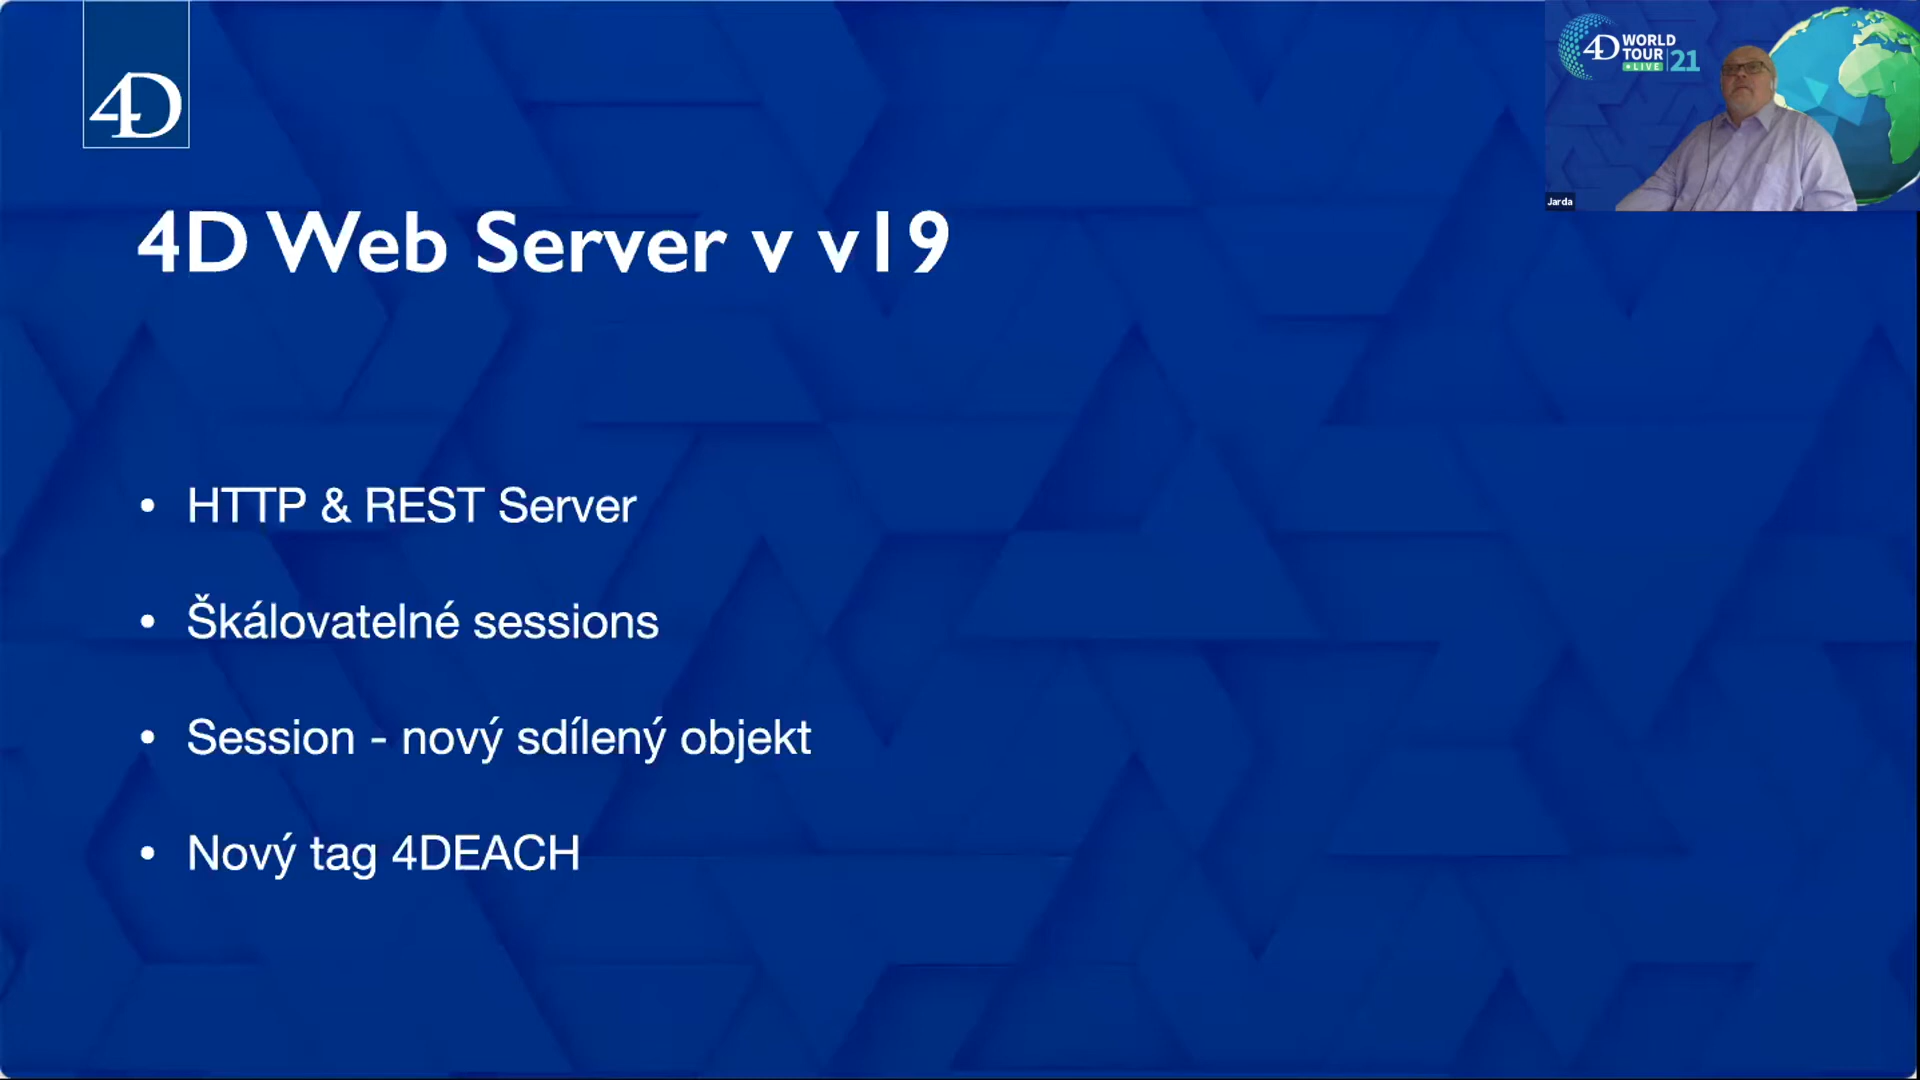 4D
4D WORLD
TOUR
LIVE 21
Jarda
4D Web Server v v19
• HTTP & REST Server
• Škálovatelné sessions
• Session - nový sdílený objekt
• Nový tag 4DEACH